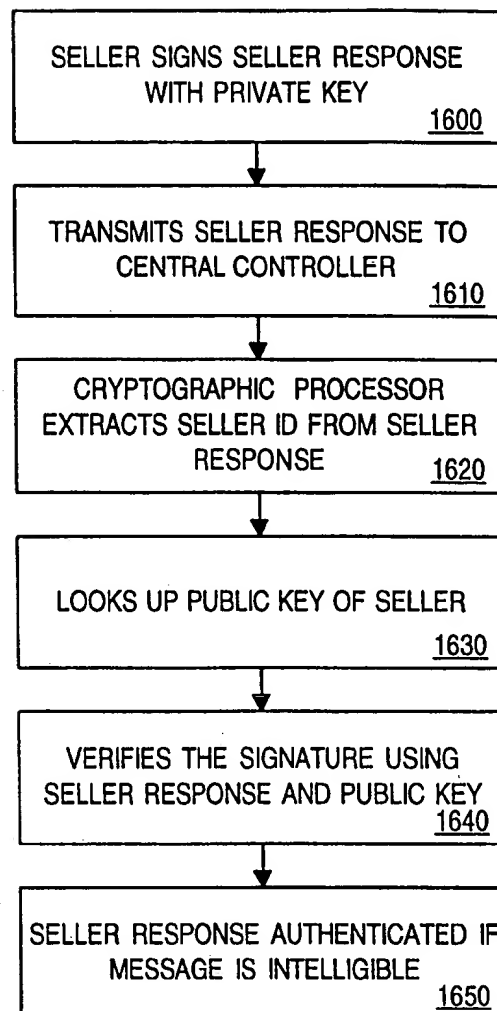 SELLER SIGNS SELLER RESPONSE
WITH PRIVATE KEY
1600
TRANSMITS SELLER RESPONSE TO
CENTRAL CONTROLLER
1610
CRYPTOGRAPHIC PROCESSOR
EXTRACTS SELLER ID FROM SELLER
RESPONSE
1620
LOOKS UP PUBLIC KEY OF SELLER
1630
VERIFIES THE SIGNATURE USING
SELLER RESPONSE AND PUBLIC KEY
1640
SELLER RESPONSE AUTHENTICATED IF
MESSAGE IS INTELLIGIBLE
1650